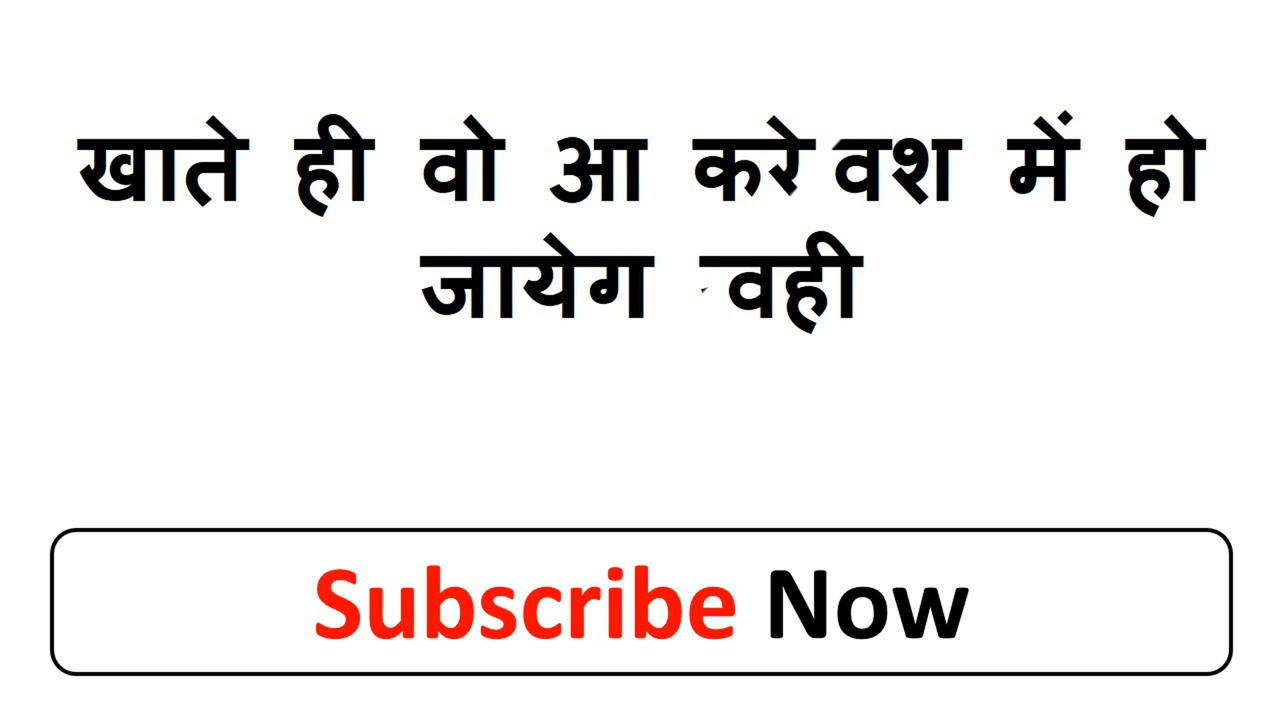 खाते ही वो आ करे वश में हो
जायेग वही
Subscribe Now